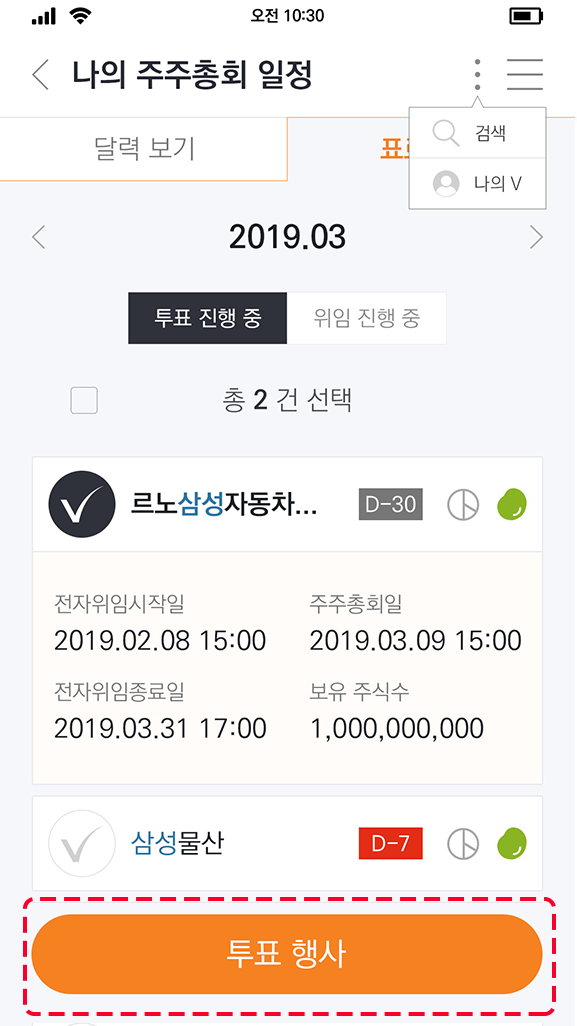 오전 10:30
나의 주주총회 일정
검색
나의 V
달력 보기
2019.03
투표 진행 중 위임 진행 중
총 2 건 선택
르노삼성자동차... D-30
전자위임시작일 주주총회일
2019.02.08 15:00 2019.03.09 15:00
전자위임종료일 보유 주식수
2019.03.31 17:00 1,000,000,000
삼성물산 D-7
투표 행사